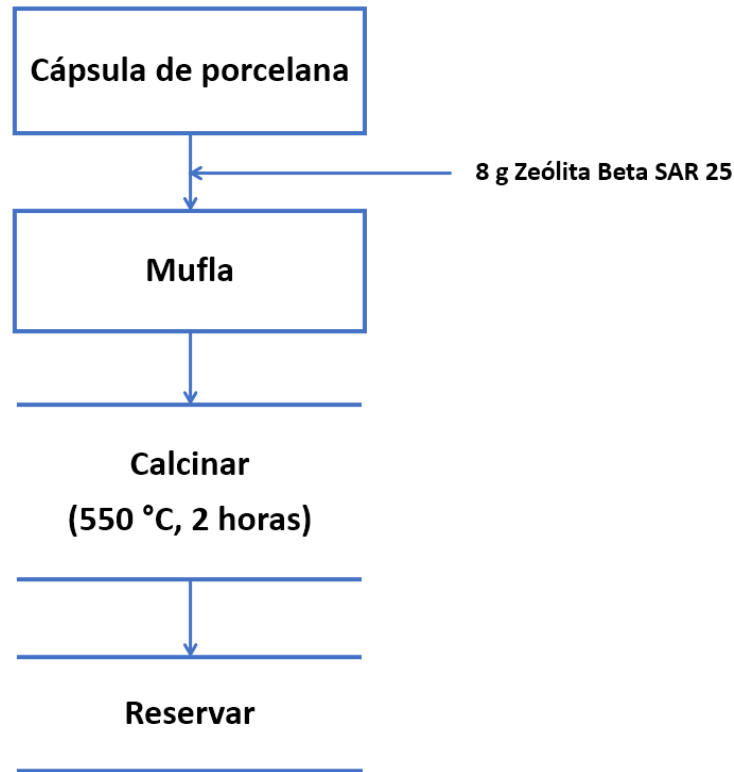 Cápsula de porcelana
8 g Zeólita Beta SAR 25
Mufla
Calcinar
(550 °C, 2 horas)
Reservar